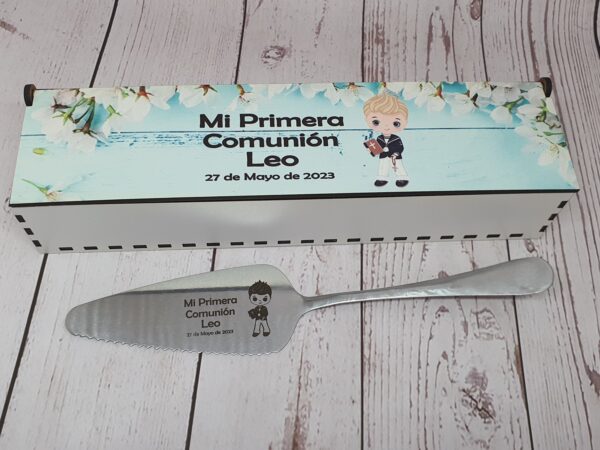 Mi Primera
Comunión
Leo
27 de Mayo de 2023
Mi Primera
Comunión
Leo
27 de Mayo de 2023